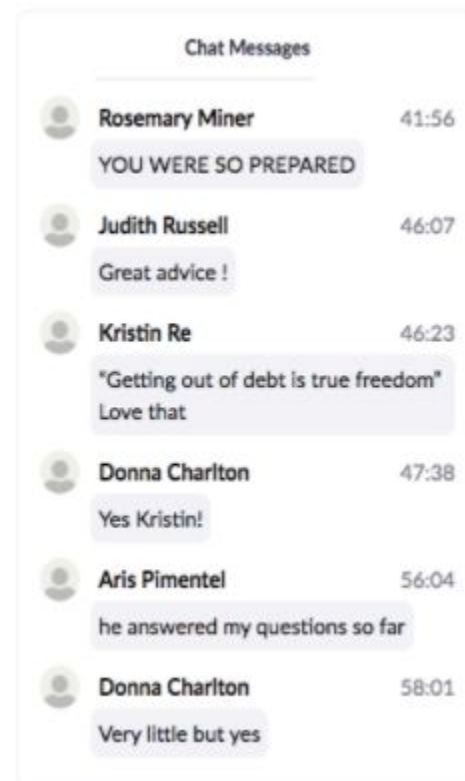 Chat Messages
Rosemary Miner 41:56
YOU WERE SO PREPARED
Judith Russell 46:07
Great advice !
Kristin Re 46:23
“Getting out of debt is true freedom”
Love that
Donna Charlton 47:38
Yes Kristin!
Aris Pimentel 56:04
he answered my questions so far
Donna Charlton 58:01
Very little but yes